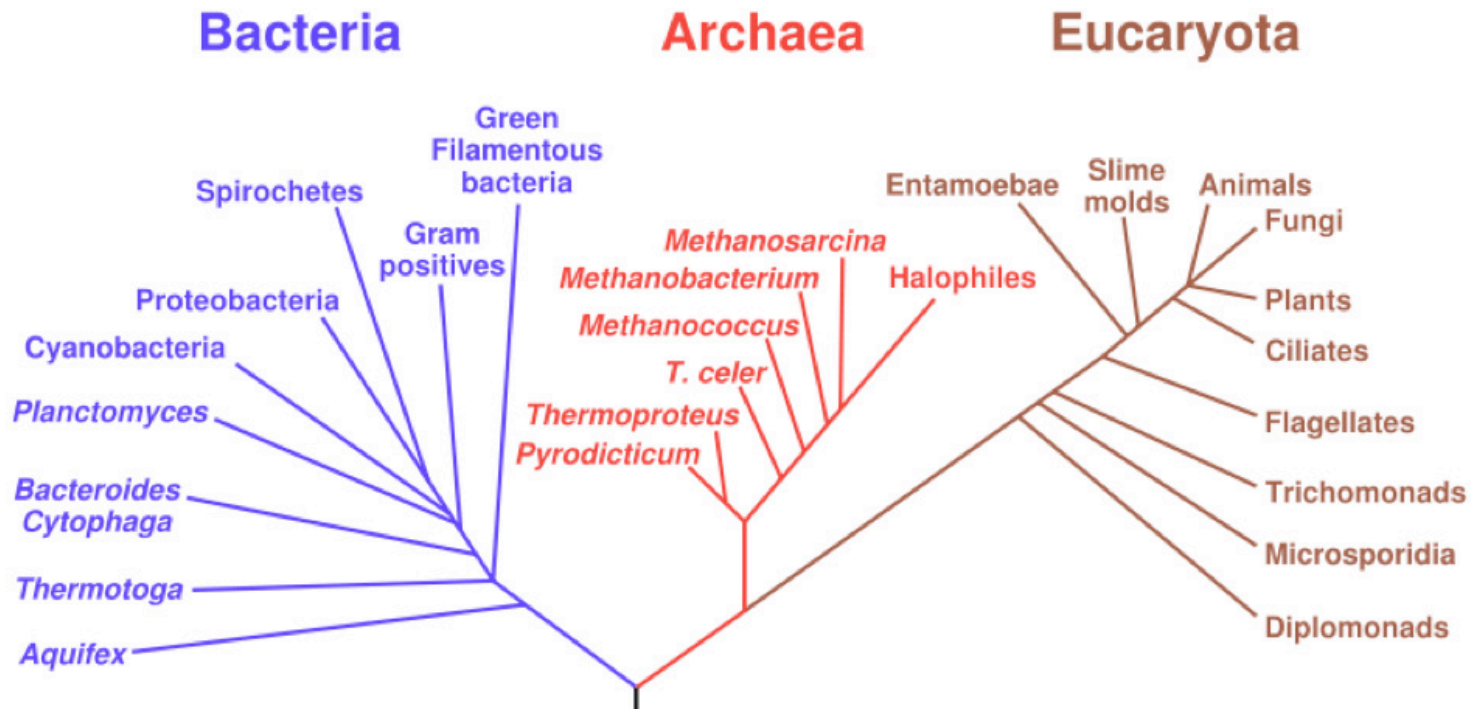 Bacteria
Archaea
Eucaryota
Green
Filamentous
bacteria
Spirochetes
Gram
positives
Proteobacteria
Cyanobacteria
Planctomyces
Bacteroides
Cytophaga
Thermotoga
Aquifex
Methanosarcina
Methanobacterium
Halophiles
Methanococcus
T. celer
Thermoproteus
Pyrodicticum
Entamoebae
Slime
molds
Animals
Fungi
Plants
Ciliates
Flagellates
Trichomonads
Microsporidia
Diplomonads